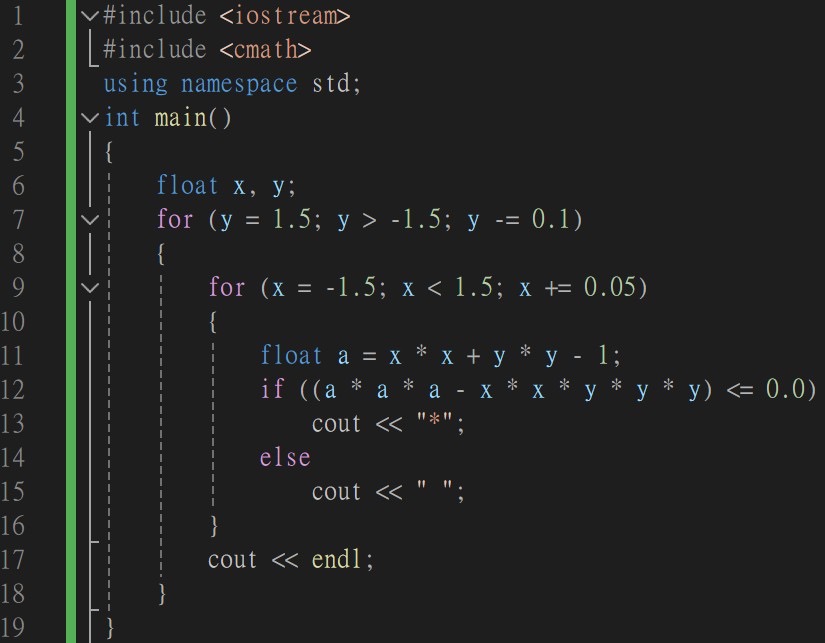 1 #include <iostream>
2 #include <cmath>
3 using namespace std;
4 int main()
5 {
6     float x, y;
7     for (y = 1.5; y > -1.5; y -= 0.1)
8     {
9         for (x = -1.5; x < 1.5; x += 0.05)
10         {
11             float a = x * x + y * y - 1;
12             if ((a * a * a - x * x * y * y * y) <= 0.0)
13                 cout << "*";
14             else
15                 cout << " ";
16         }
17         cout << endl;
18     }
19 }